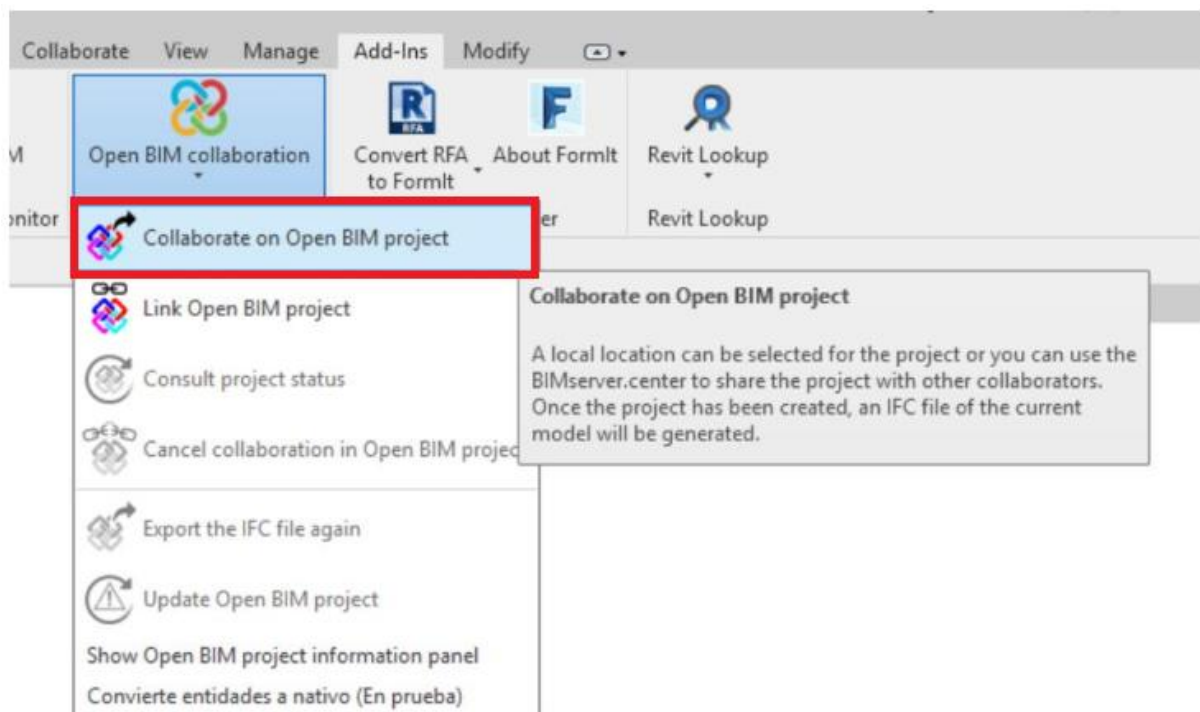 Collaborate View Manage Add-Ins Modify
M Open BIM collaboration Convert RFA About FormIt Revit Lookup
to FormIt
onitor er Revit Lookup
R
RFA
F
R
Collaborate on Open BIM project
Link Open BIM project
Collaborate on Open BIM project
A local location can be selected for the project or you can use the
BIMserver.center to share the project with other collaborators.
Once the project has been created, an IFC file of the current
model will be generated.
Consult project status
Cancel collaboration in Open BIM projec
Export the IFC file again
Update Open BIM project
Show Open BIM project information panel
Convierte entidades a nativo (En prueba)